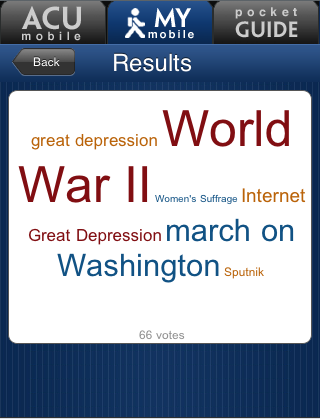 ACU MY pocket
mobile mobile GUIDE
Back Results
great depression World
War II Women's Suffrage Internet
Great Depression march on
Washington Sputnik
66 votes